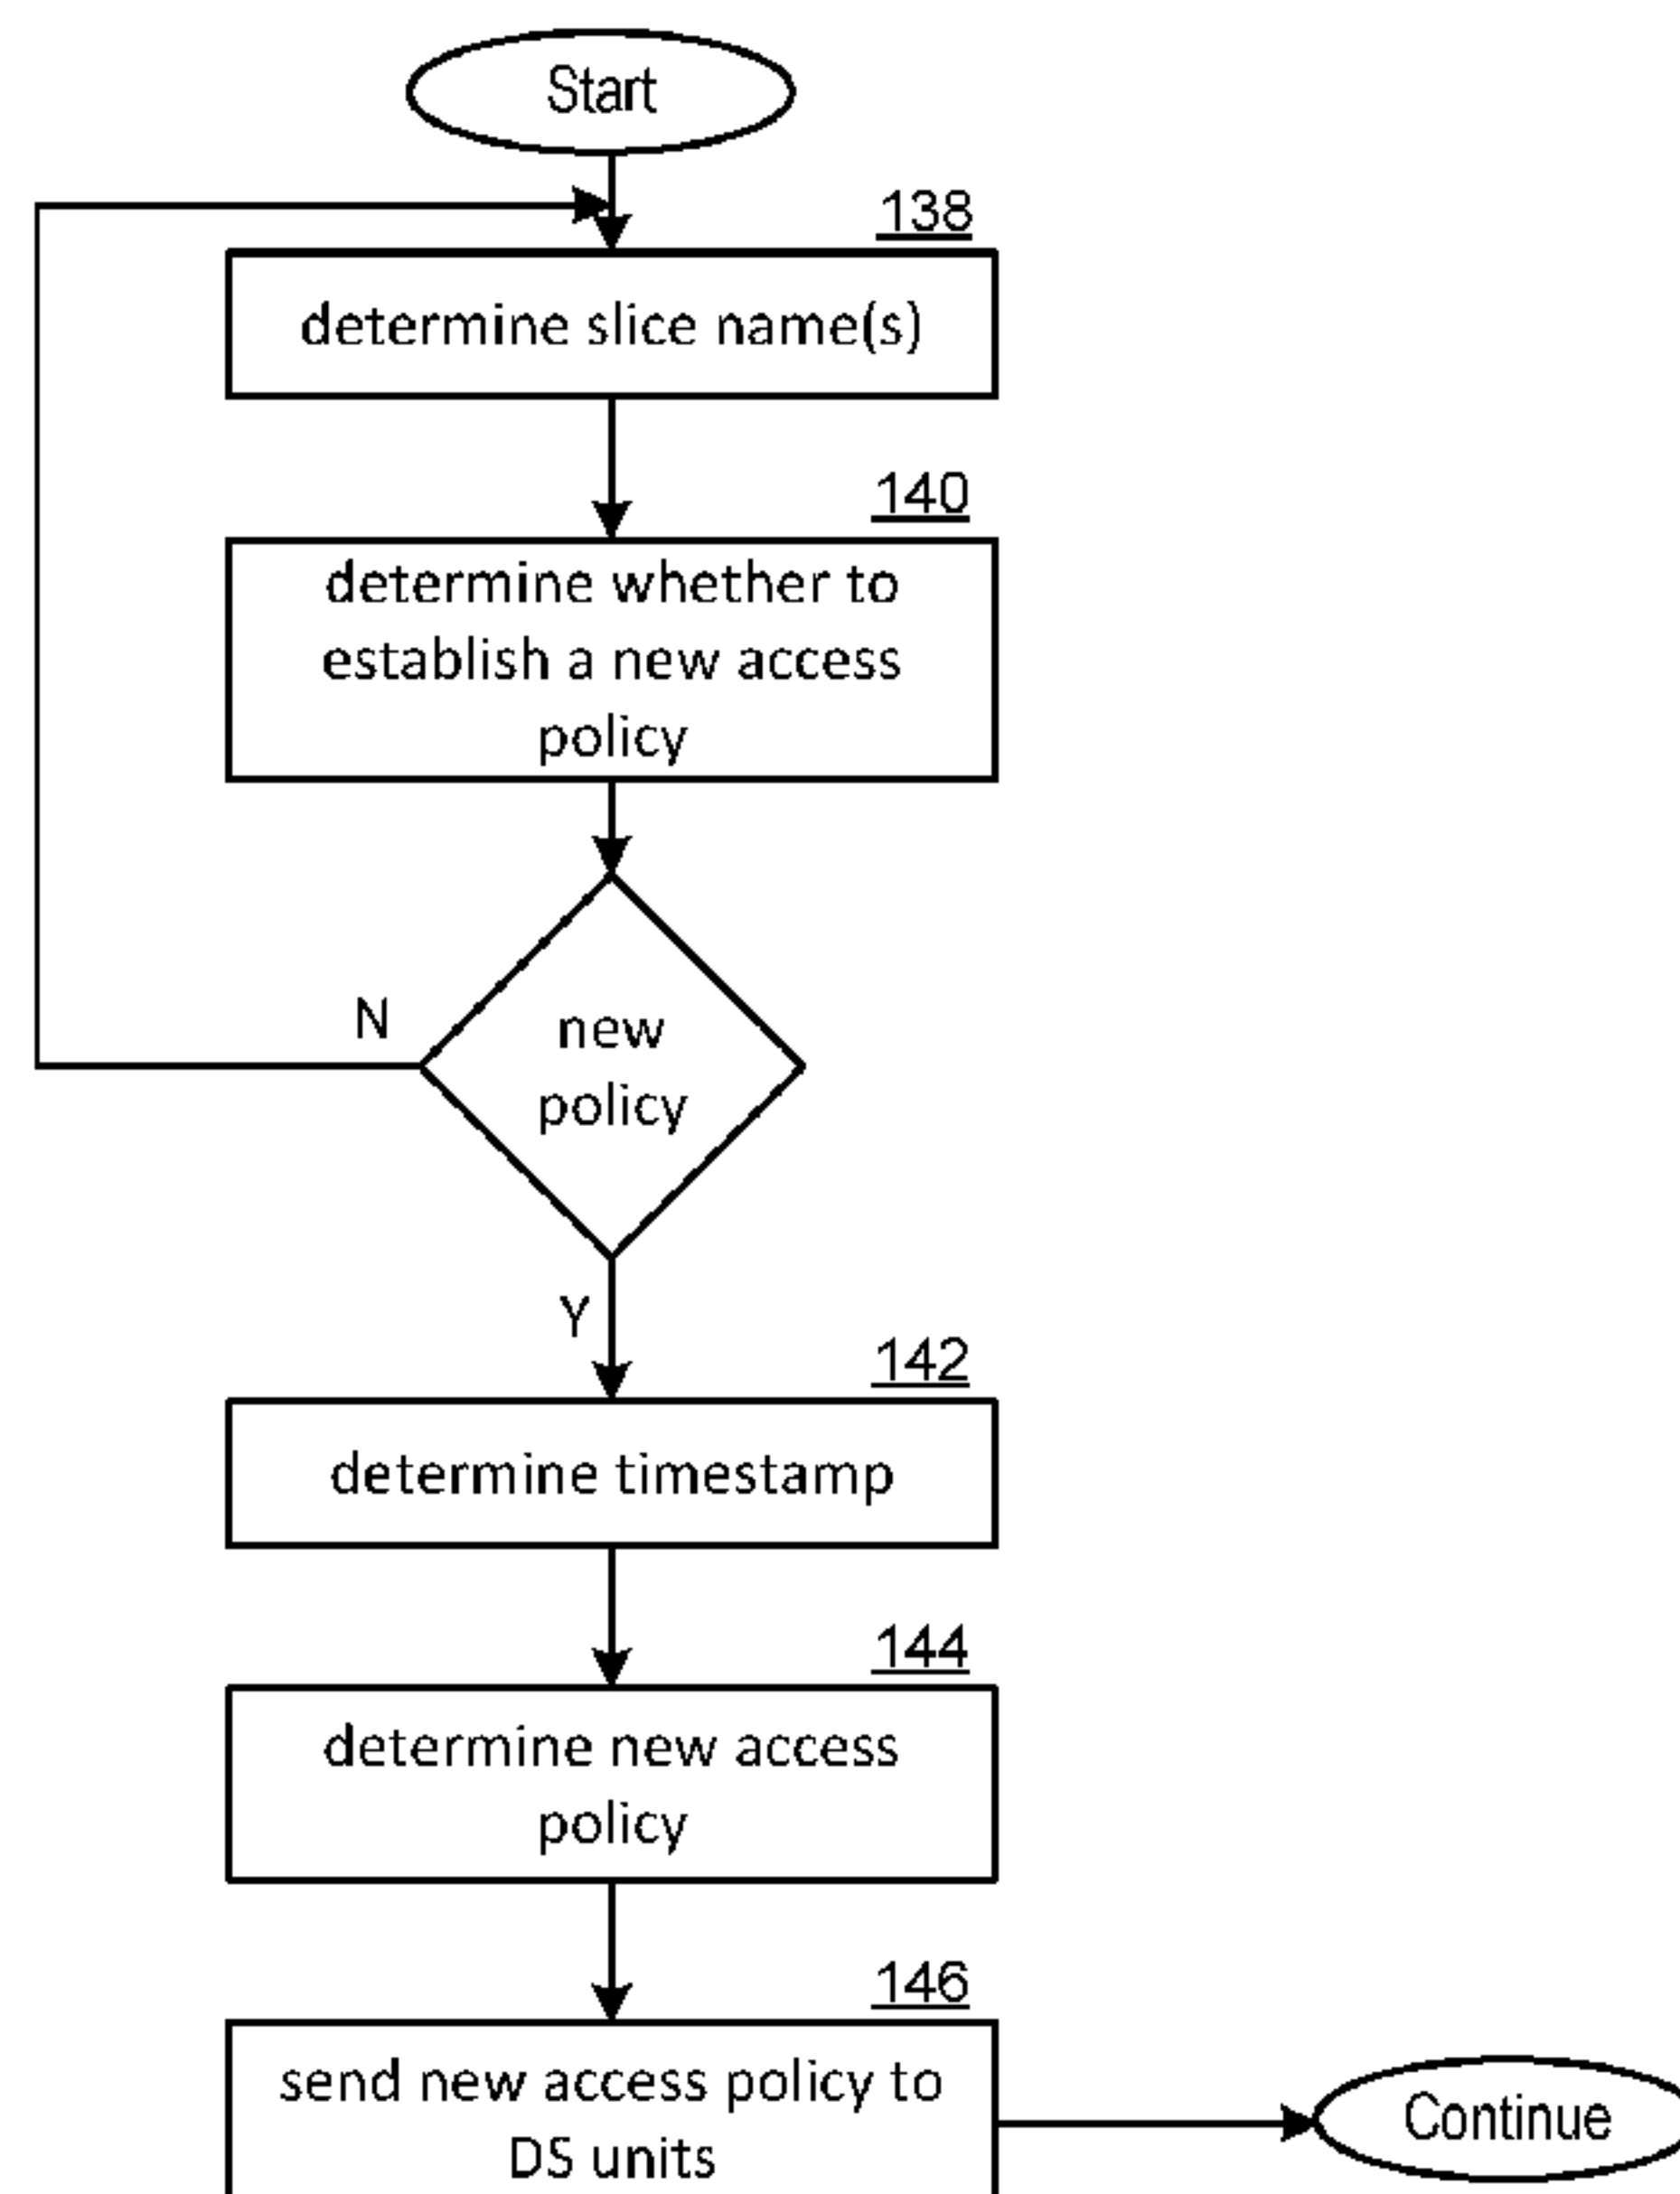 Start
138
determine slice name(s)
140
determine whether to
establish a new access
policy
N
new
policy
Y
142
determine timestamp
144
determine new access
policy
146
send new access policy to
DS units
Continue